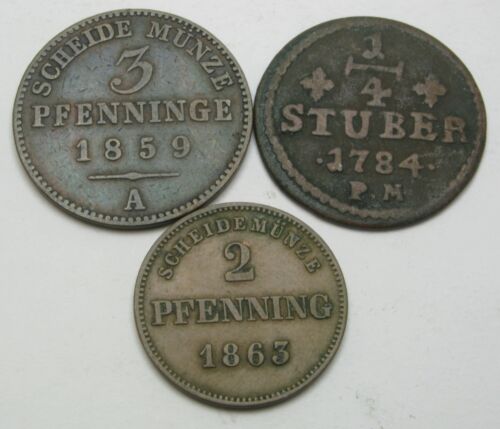 SCHEIDE MÜNZE
3
PFENNINGE
1859
A
1/4
STUBER
·1784·
P.M
SCHEIDEMÜNZE
2
PFENNING
1863